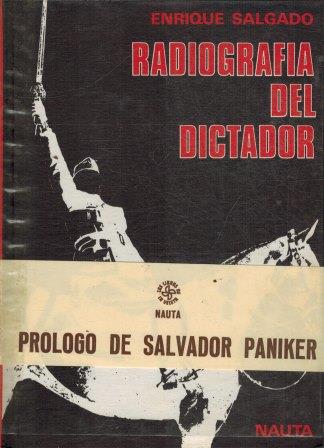 ENRIQUE SALGADO
RADIOGRAFIA
DEL
DICTADOR
NAUTA
PROLOGO DE SALVADOR PANIKER
NAUTA